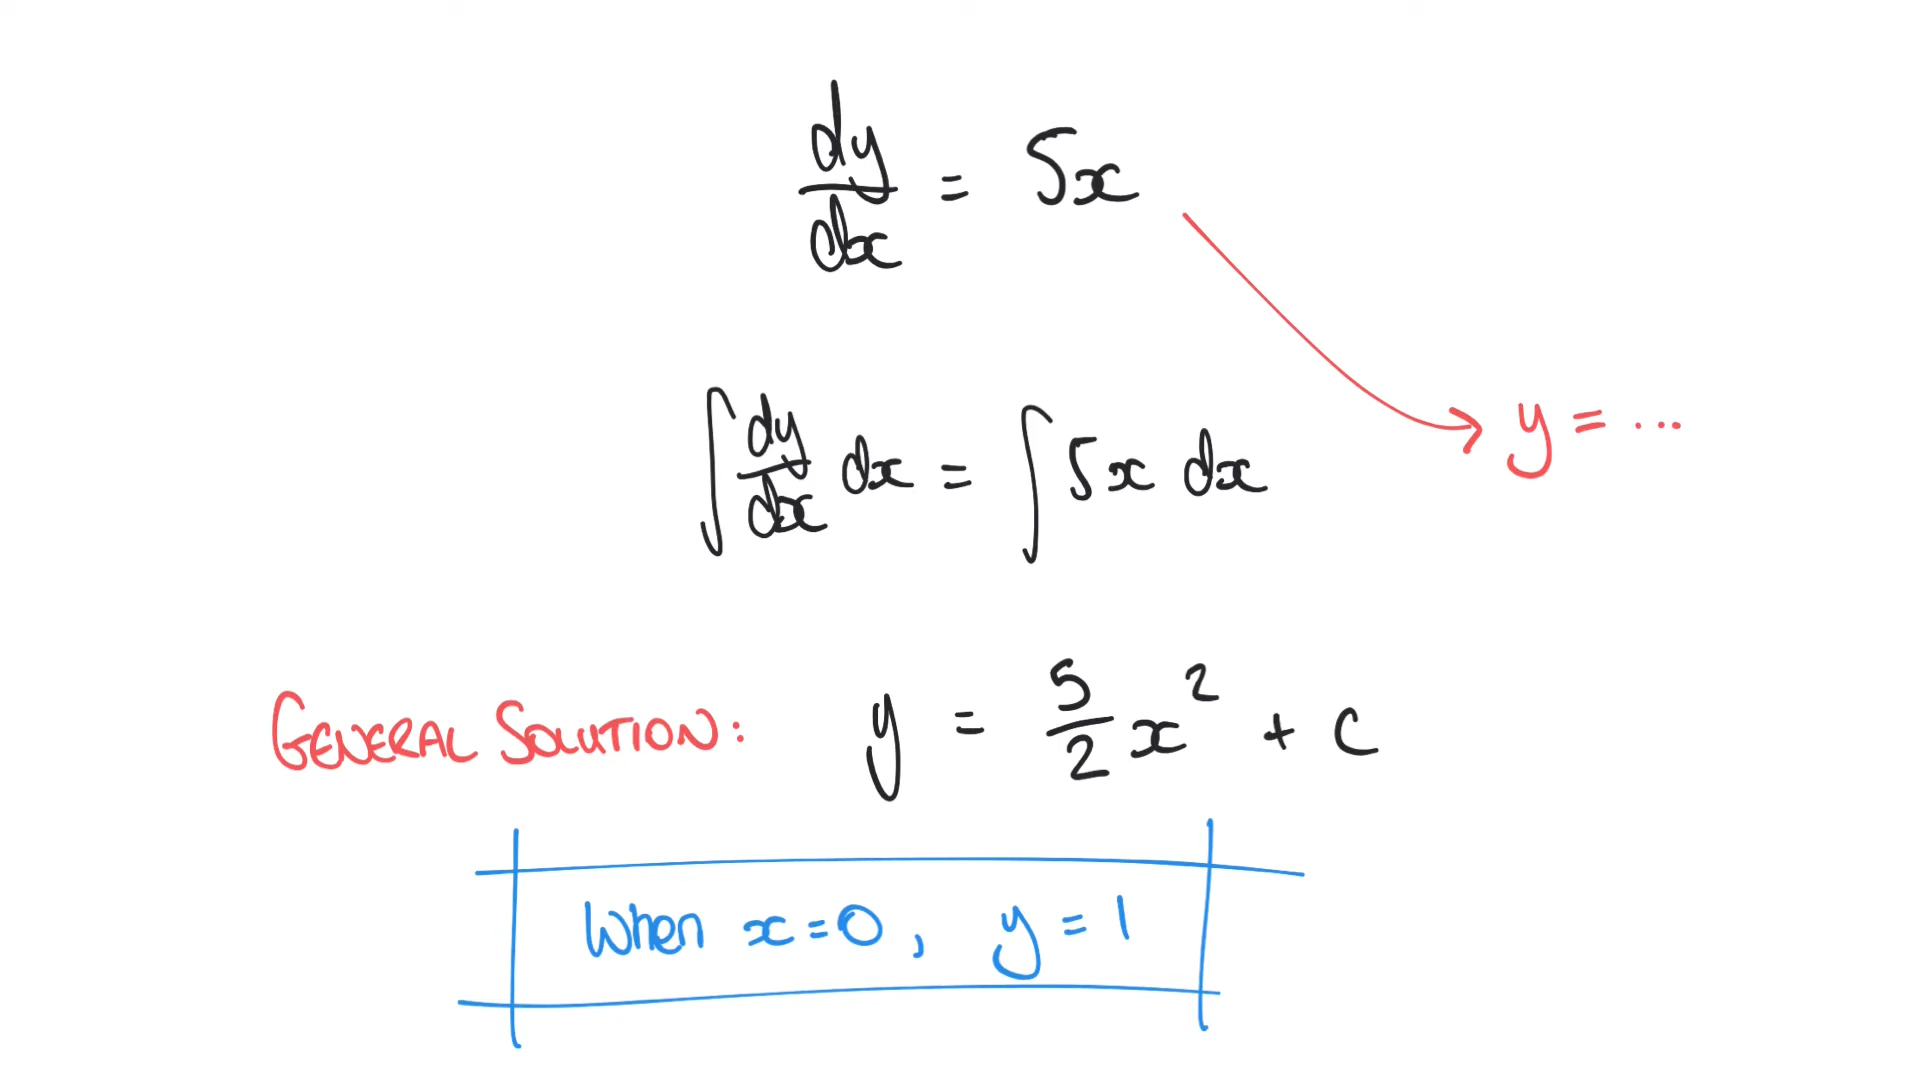 dy/dx = 5x
y = ...
∫ dy/dx dx = ∫ 5x dx
GENERAL SOLUTION: y = 5/2 x² + c
When x=0, y = 1